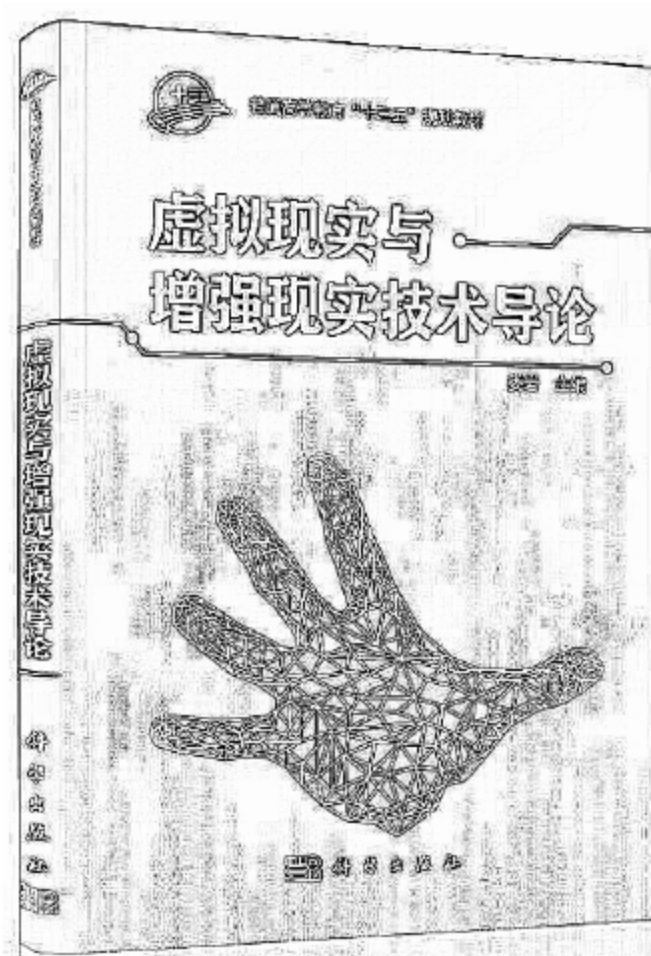 普通高等教育“十三五”规划教材
虚拟现实与
增强现实技术导论
主编
科学出版社
虚拟现实与增强现实技术导论
科学出版社